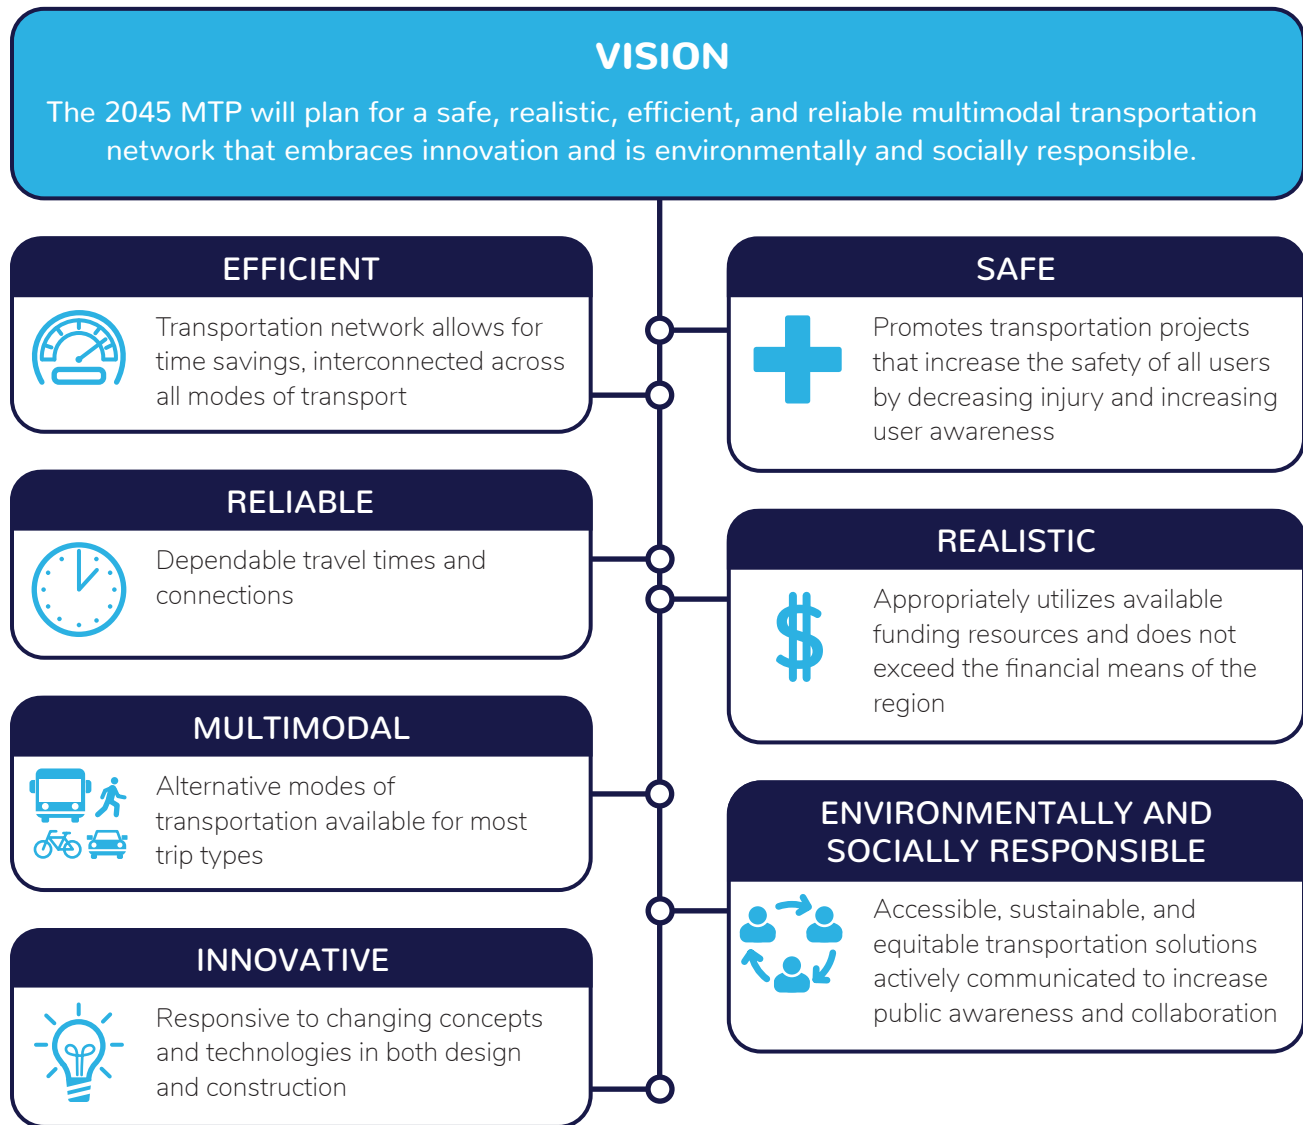 VISION
The 2045 MTP will plan for a safe, realistic, efficient, and reliable multimodal transportation
network that embraces innovation and is environmentally and socially responsible.
EFFICIENT
Transportation network allows for
time savings, interconnected across
all modes of transport
RELIABLE
Dependable travel times and
connections
MULTIMODAL
Alternative modes of
transportation available for most
trip types
INNOVATIVE
Responsive to changing concepts
and technologies in both design
and construction
SAFE
Promotes transportation projects
that increase the safety of all users
by decreasing injury and increasing
user awareness
REALISTIC
$
Appropriately utilizes available
funding resources and does not
exceed the financial means of the
region
ENVIRONMENTALLY AND
SOCIALLY RESPONSIBLE
Accessible, sustainable, and
equitable transportation solutions
actively communicated to increase
public awareness and collaboration